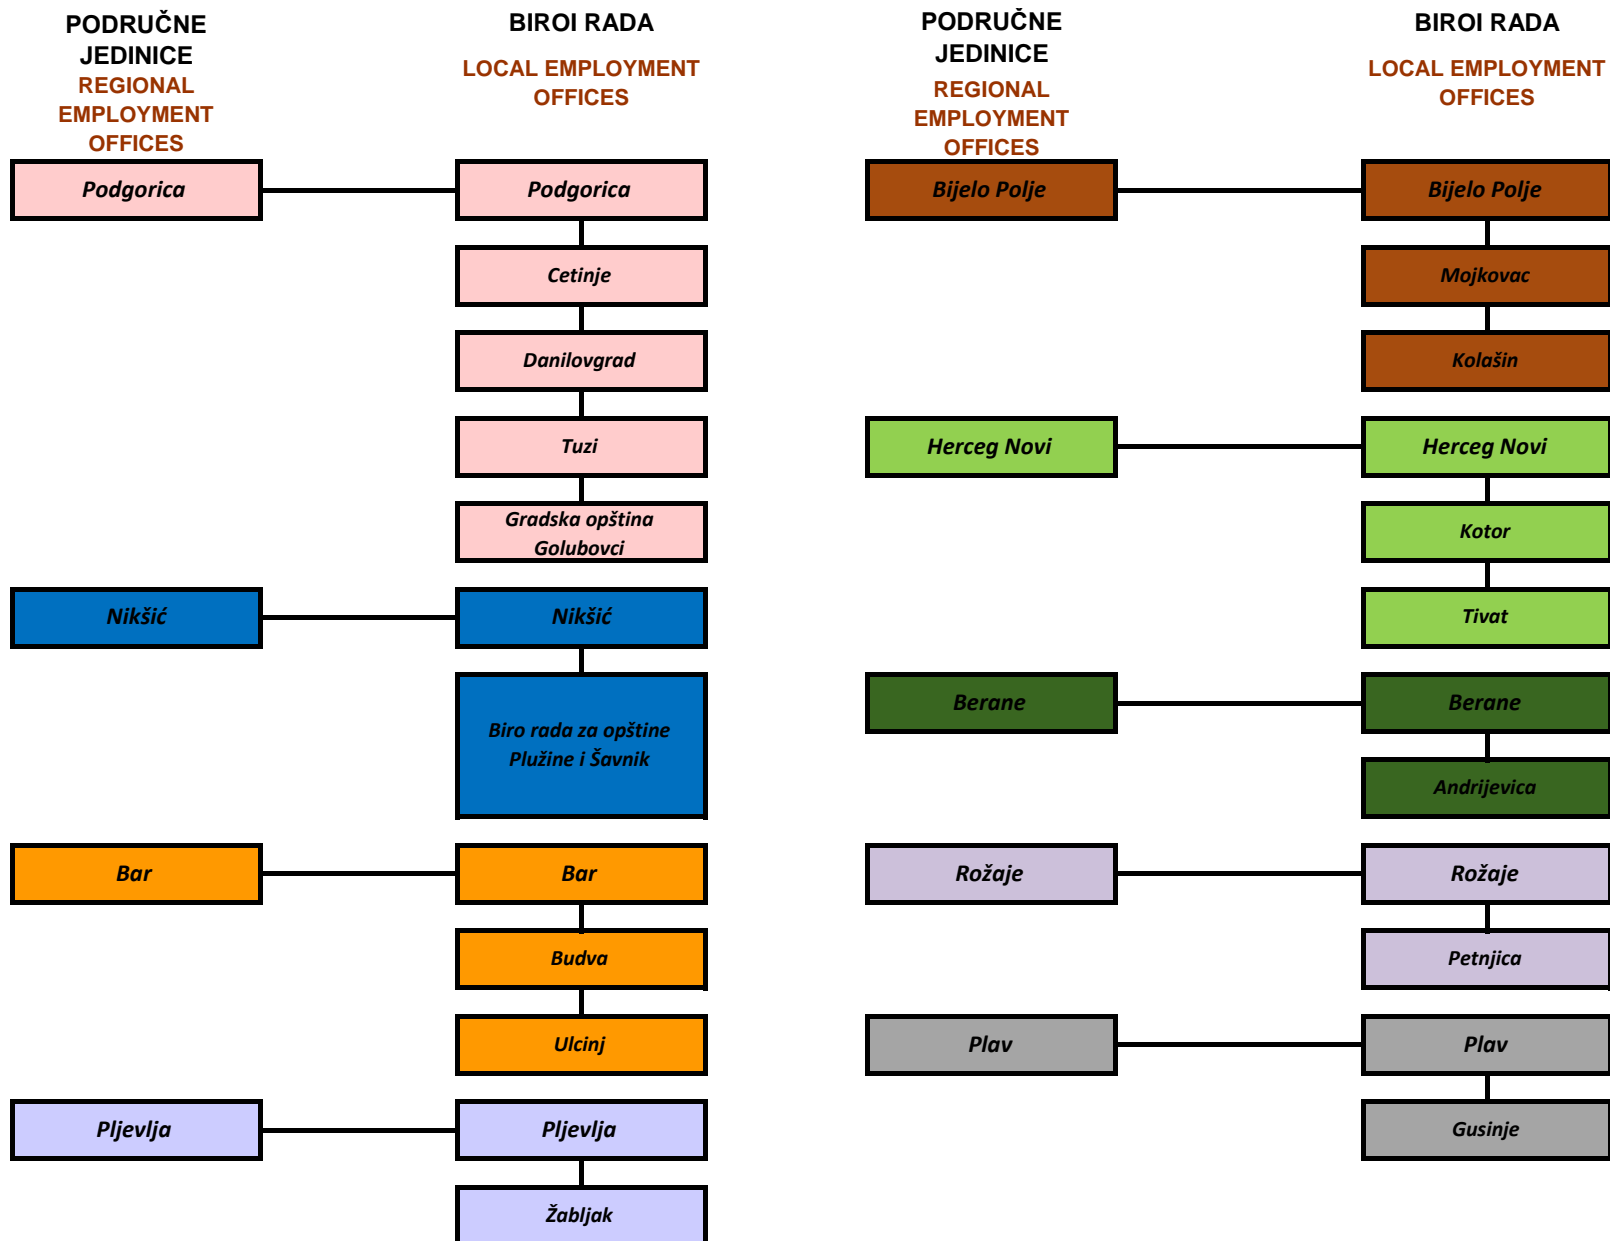 PODRUČNE
JEDINICE
REGIONAL
EMPLOYMENT
OFFICES
BIROI RADA
LOCAL EMPLOYMENT
OFFICES
Podgorica
Podgorica
Cetinje
Danilovgrad
Tuzi
Gradska opština
Golubovci
Nikšić
Nikšić
Biro rada za opštine
Plužine i Šavnik
Bar
Bar
Budva
Ulcinj
Pljevlja
Pljevlja
Žabljak
PODRUČNE
JEDINICE
REGIONAL
EMPLOYMENT
OFFICES
BIROI RADA
LOCAL EMPLOYMENT
OFFICES
Bijelo Polje
Bijelo Polje
Mojkovac
Kolašin
Herceg Novi
Herceg Novi
Kotor
Tivat
Berane
Berane
Andrijevica
Rožaje
Rožaje
Petnjica
Plav
Plav
Gusinje